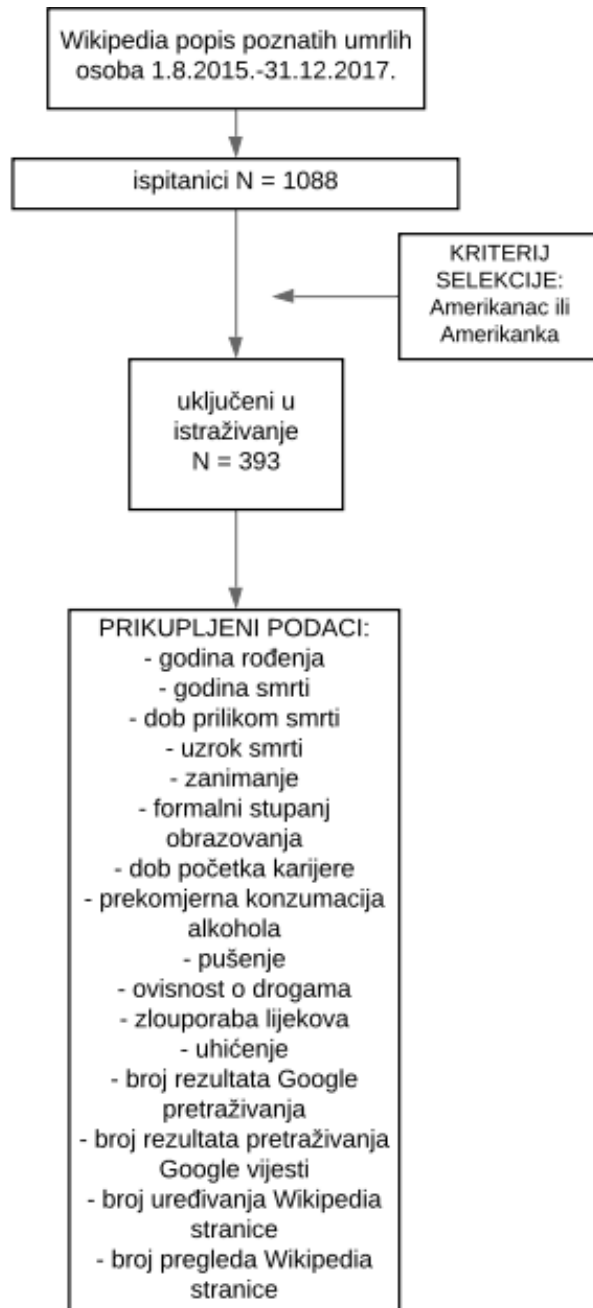 Wikipedia popis poznatih umrlih
osoba 1.8.2015.-31.12.2017.
ispitanici N = 1088
KRITERIJ
SELEKCIJE:
Amerikanac ili
Amerikanka
uključeni u
istraživanje
N = 393
PRIKUPLJENI PODACI:
- godina rođenja
- godina smrti
- dob prilikom smrti
- uzrok smrti
- zanimanje
- formalni stupanj
obrazovanja
- dob početka karijere
- prekomjerna konzumacija
alkohola
- pušenje
- ovisnost o drogama
- zlouporaba lijekova
- uhićenje
- broj rezultata Google
pretraživanja
- broj rezultata pretraživanja
Google vijesti
- broj uređivanja Wikipedia
stranice
- broj pregleda Wikipedia
stranice